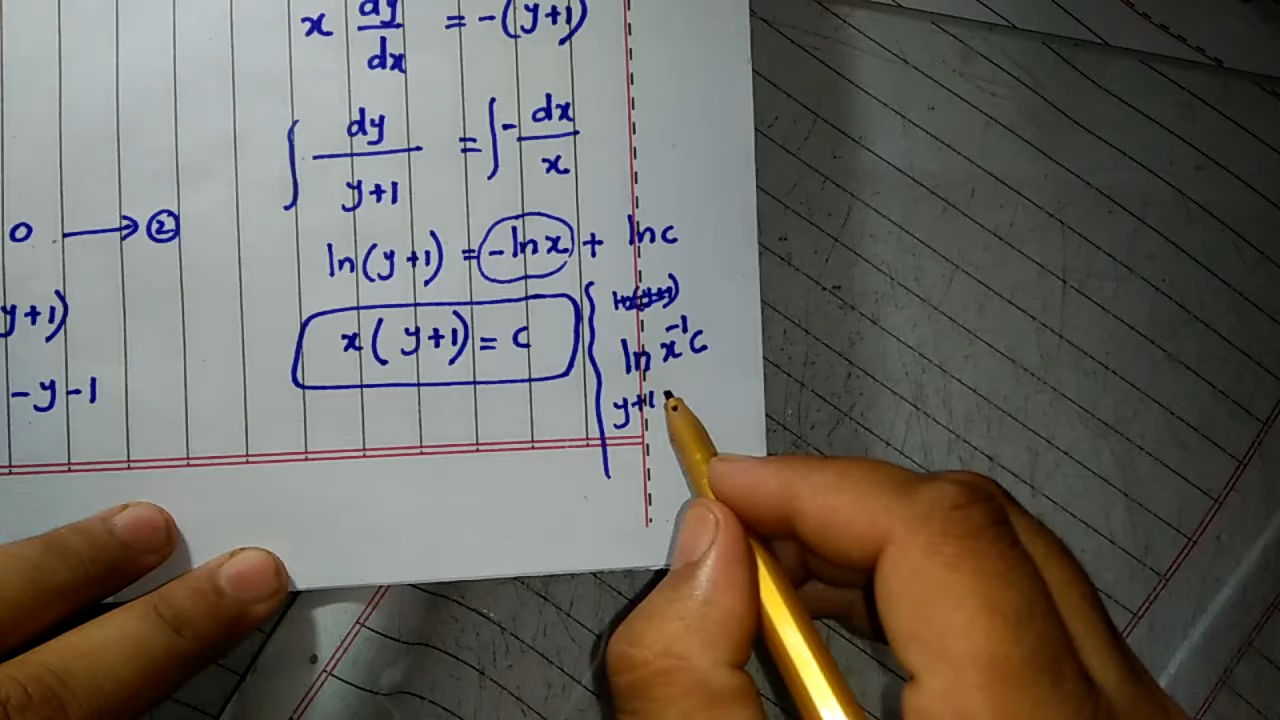 x dy/dx = -(y+1)
∫ dy/(y+1) = ∫ - dx/x
0 → ②
ln(y+1) = -ln x + ln c
y+1)
x(y+1) = c
ln x⁻¹c
-y-1
y+1